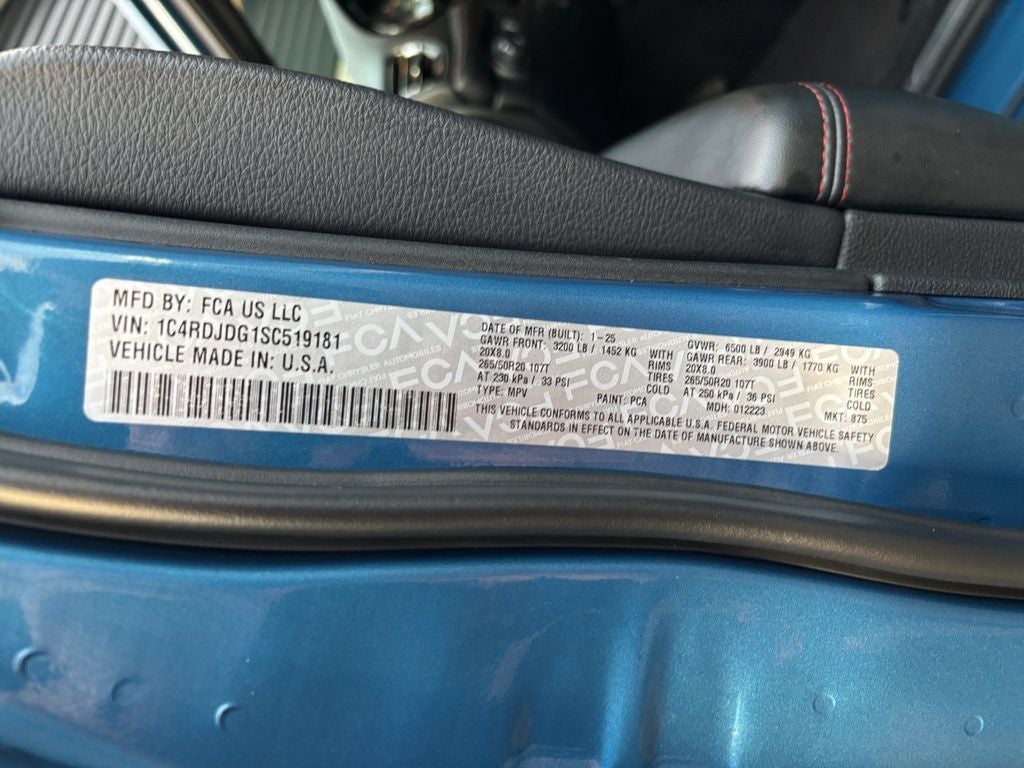 MFD BY: FCA US LLC
VIN: 1C4RDJDG1SC519181
VEHICLE MADE IN: U.S.A.
DATE OF MFR (BUILT): 1-25 GVWR: 6500 LB / 2949 KG
GAWR FRONT: 3200 LB / 1452 KG WITH GAWR REAR: 3900 LB / 1770 KG WITH
20X8.0 RIMS 20X8.0 RIMS
265/50R20 107T TIRES 265/50R20 107T TIRES
AT 230 kPa / 33 PSI COLD AT 250 kPa / 36 PSI COLD
TYPE: MPV PAINT: PCA MDH: 012223 MKT: 875
THIS VEHICLE CONFORMS TO ALL APPLICABLE U.S.A. FEDERAL MOTOR VEHICLE SAFETY
STANDARDS IN EFFECT ON THE DATE OF MANUFACTURE SHOWN ABOVE.